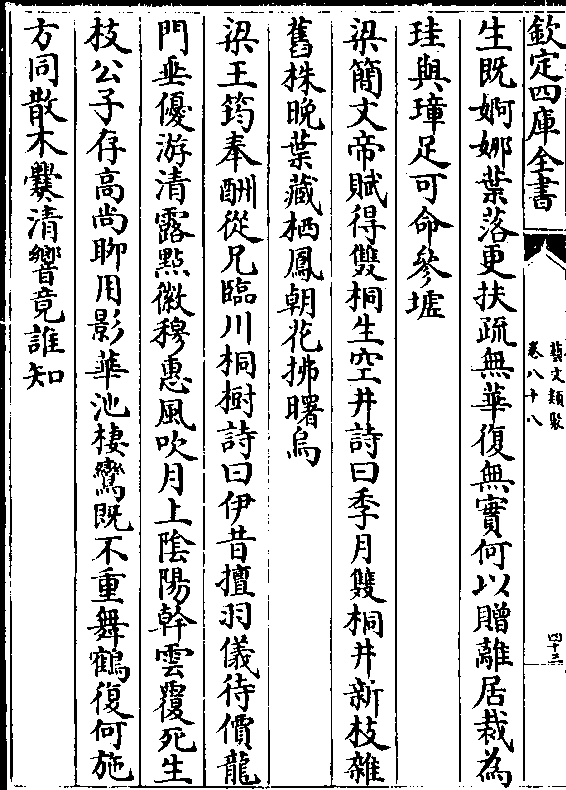 欽定四庫全書
藝文類聚
卷八十八
四十三
生既婀娜葉落更扶疏無華復無實何以贈離居裁為
珪與璋足可命參墟
梁簡文帝賦得雙桐生空井詩曰季月雙桐井新枝雜
舊株晚葉藏栖鳳朝花拂曙烏
梁王筠奉酬從兄臨川桐樹詩曰伊昔擅羽儀待價龍
門垂優游清露點徽穆惠風吹月上陰陽幹雲覆死生
枝公子存高尚聊用影華池棲鸞既不重舞鶴復何施
方同散木爨清響竟誰知